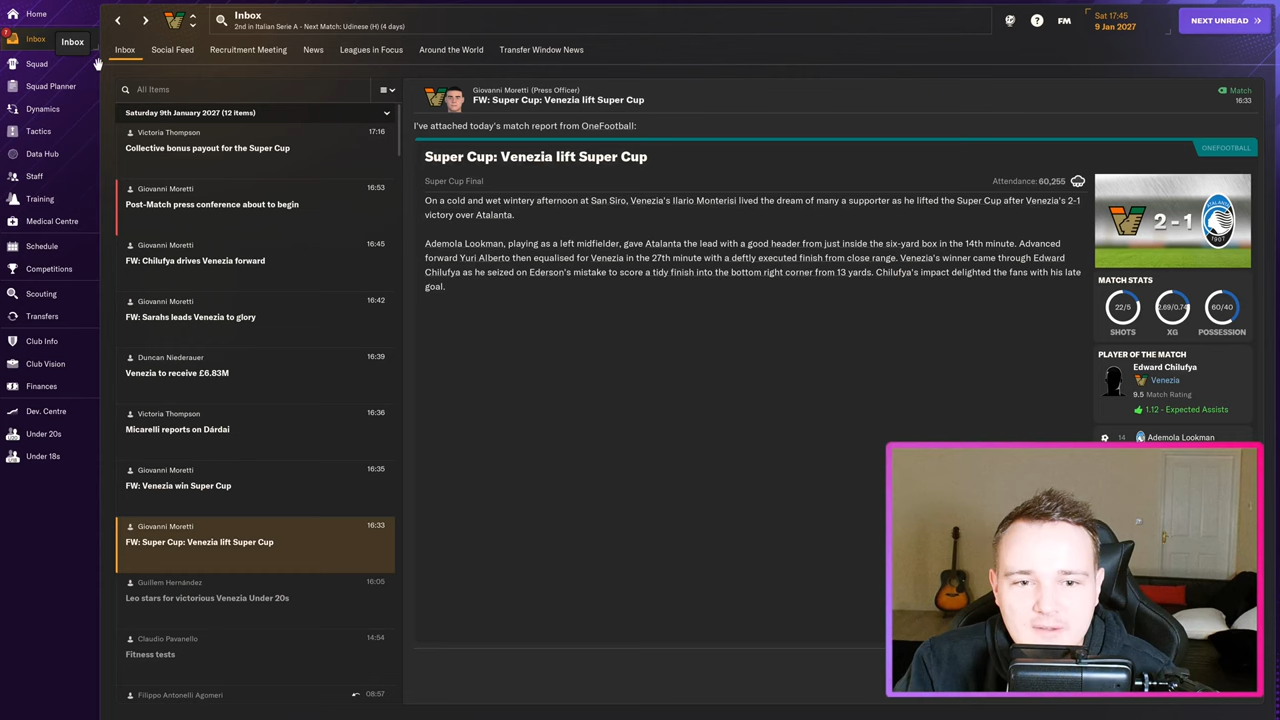 Home
Inbox
7
Inbox
Squad
Squad Planner
Dynamics
Tactics
Data Hub
Staff
Training
Medical Centre
Schedule
Competitions
Scouting
Transfers
Club Info
Club Vision
Finances
Dev. Centre
Under 20s
Under 18s
Inbox
2nd in Italian Serie A - Next Match: Udinese (H) (4 days)
?
FM
Sat 17:45
9 Jan 2027
NEXT UNREAD
Inbox
Social Feed
Recruitment Meeting
News
Leagues in Focus
Around the World
Transfer Window News
All Items
Saturday 9th January 2027 (12 items)
Victoria Thompson 17:16
Collective bonus payout for the Super Cup
Giovanni Moretti 16:53
Post-Match press conference about to begin
Giovanni Moretti 16:45
FW: Chilufya drives Venezia forward
Giovanni Moretti 16:42
FW: Sarahs leads Venezia to glory
Duncan Niederauer 16:39
Venezia to receive £6.83M
Victoria Thompson 16:36
Micarelli reports on Dárdai
Giovanni Moretti 16:35
FW: Venezia win Super Cup
Giovanni Moretti 16:33
FW: Super Cup: Venezia lift Super Cup
Guillem Hernández 16:05
Leo stars for victorious Venezia Under 20s
Claudio Pavanello 14:54
Fitness tests
Filippo Antonelli Agomeri 08:57
Giovanni Moretti (Press Officer)
FW: Super Cup: Venezia lift Super Cup
Match
16:33
I've attached today's match report from OneFootball:
ONEFOOTBALL
Super Cup: Venezia lift Super Cup
Super Cup Final
Attendance: 60,255
On a cold and wet wintery afternoon at San Siro, Venezia's Ilario Monterisi lived the dream of many a supporter as he lifted the Super Cup after Venezia's 2-1
victory over Atalanta.
Ademola Lookman, playing as a left midfielder, gave Atalanta the lead with a good header from just inside the six-yard box in the 14th minute. Advanced
forward Yuri Alberto then equalised for Venezia in the 27th minute with a deftly executed finish from close range. Venezia's winner came through Edward
Chilufya as he seized on Ederson's mistake to score a tidy finish into the bottom right corner from 13 yards. Chilufya's impact delighted the fans with his late
goal.
2 - 1
MATCH STATS
22/5
2.69/0.74
60/40
SHOTS
XG
POSSESSION
PLAYER OF THE MATCH
Edward Chilufya
Venezia
9.5 Match Rating
1.12 - Expected Assists
14 Ademola Lookman